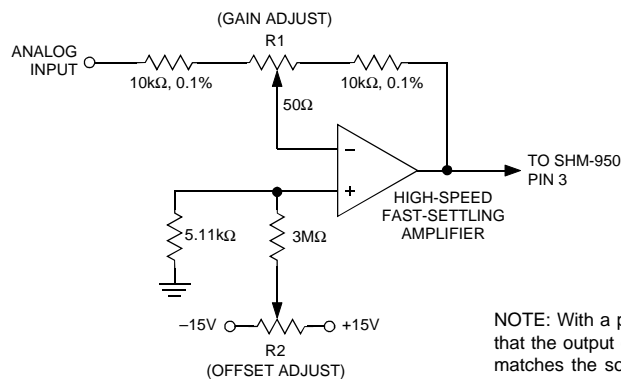 (GAIN ADJUST)
R1
ANALOG
INPUT
10kΩ, 0.1%
10kΩ, 0.1%
50Ω
–
+
TO SHM-950
PIN 3
HIGH-SPEED
FAST-SETTLING
AMPLIFIER
5.11kΩ
3MΩ
–15V
+15V
R2
(OFFSET ADJUST)
NOTE: With a p
that the output
matches the so